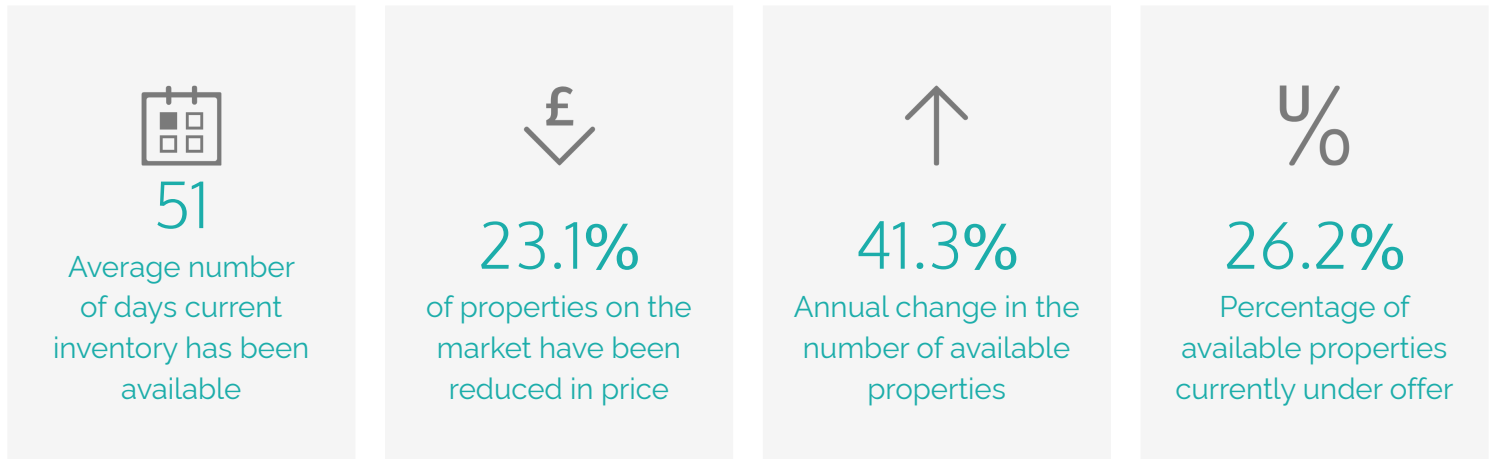 51
Average number
of days current
inventory has been
available
£
23.1%
of properties on the
market have been
reduced in price
41.3%
Annual change in the
number of available
properties
U%
26.2%
Percentage of
available properties
currently under offer